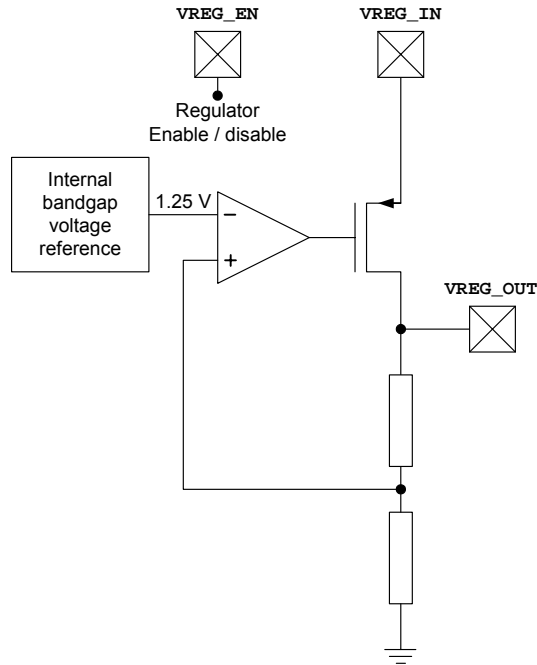 VREG_EN
VREG_IN
Regulator
Enable / disable
Internal
bandgap
voltage
reference
1.25 V
−
+
VREG_OUT